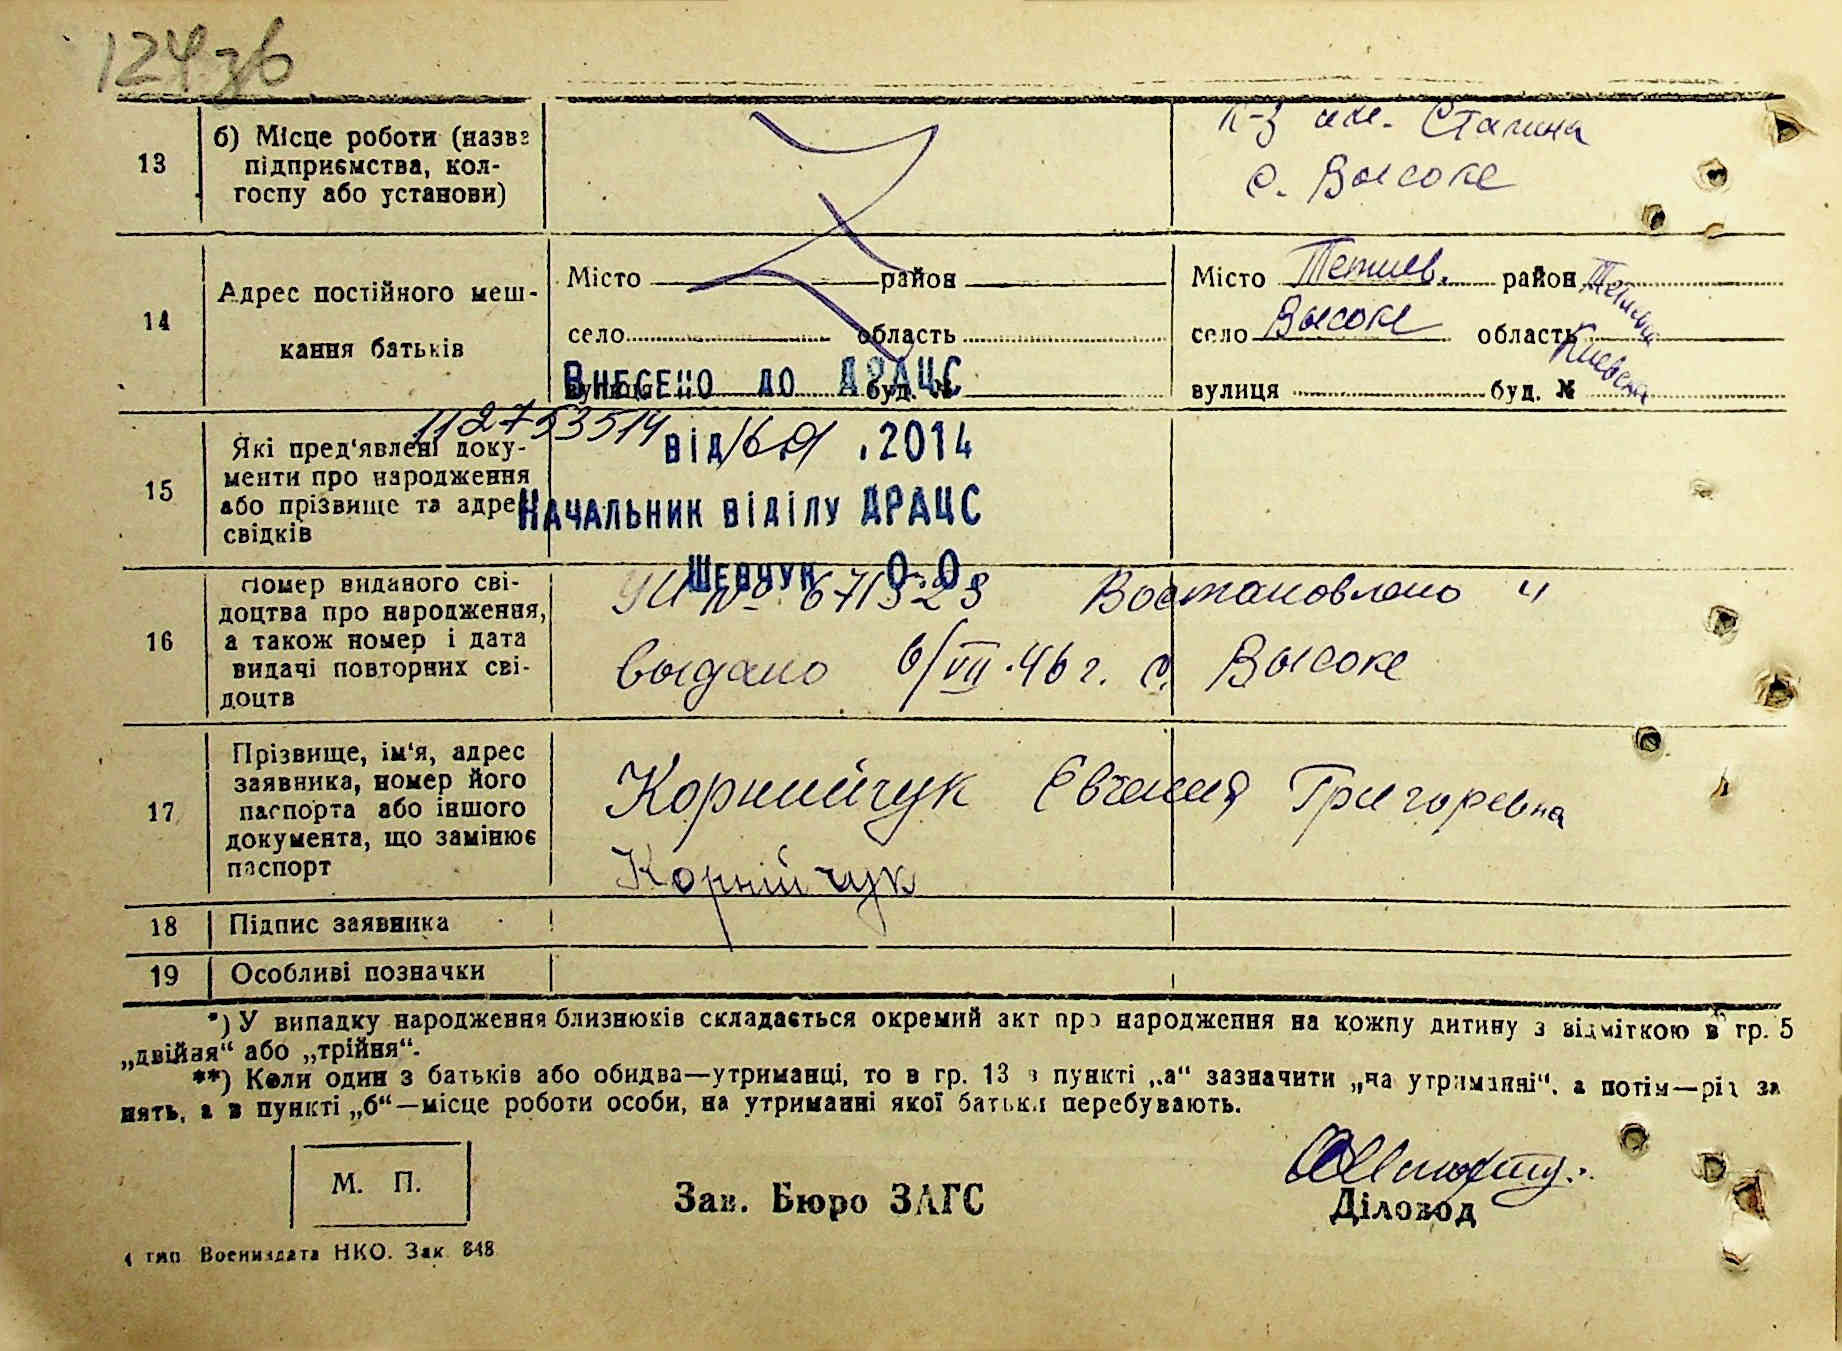 124зв
13
б) Місце роботи (назва
підприємства, кол-
госпу або установи)
к-з им. Сталина
с. Высоке
14
Адрес постійного меш-
кання батьків
Місто район
село область
вулиця буд. №
Місто Тетиев. район
село Высоке область Киевская
вулиця буд. №
Внесено до ДРАЦС
112753514 від 16.01.2014
Начальник відділу ДРАЦС
Шевчук О.О.
15
Які пред'явлені доку-
менти про народження
або прізвище та адре
свідків
16
Номер виданого сві-
доцтва про народження,
а також номер і дата
видачі повторних сві-
доцтв
№ 671323 Востановлено "
выдано 6/VII-46 г. с. Высоке
17
Прізвище, ім'я, адрес
заявника, номер його
паспорта або іншого
документа, що замінює
паспорт
Корнийчук Евгения Григоревна
Корнійчук
18 Підпис заявника
19 Особливі позначки
*) У випадку народження близнюків складається окремий акт про народження на кожну дитину з відміткою в гр. 5
„двійня“ або „трійня“.
**) Коли один з батьків або обидва—утриманці, то в гр. 13 в пункті „а“ зазначити „на утриманні“, а потім—рід за
нять, а в пункті „б“—місце роботи особи, на утриманні якої батьки перебувають.
М. П.
Зав. Бюро ЗАГС
Діловод
4 тип. Воениздата НКО. Зак. 848